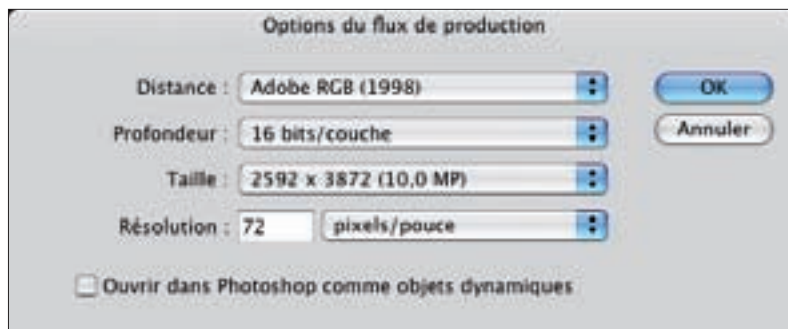 Options du flux de production
Distance : Adobe RGB (1998)
OK
Profondeur : 16 bits/couche
Annuler
Taille : 2592 x 3872 (10,0 MP)
Résolution : 72 pixels/pouce
Ouvrir dans Photoshop comme objets dynamiques